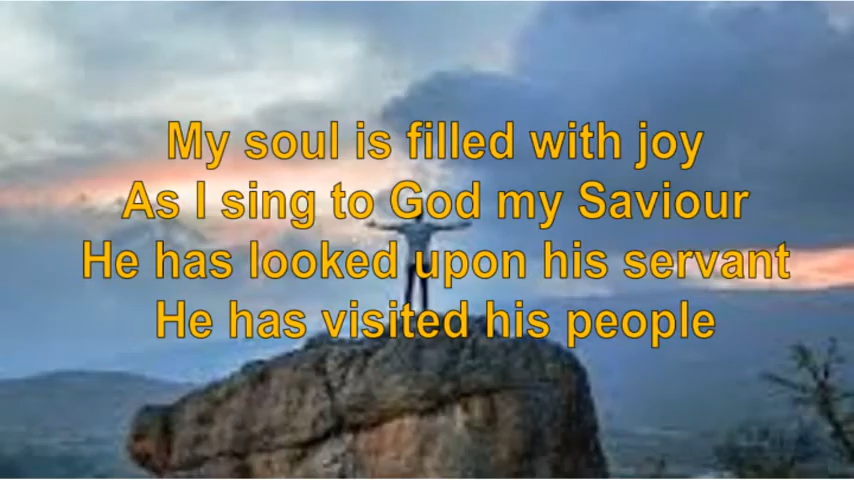 My soul is filled with joy
As I sing to God my Saviour
He has looked upon his servant
He has visited his people